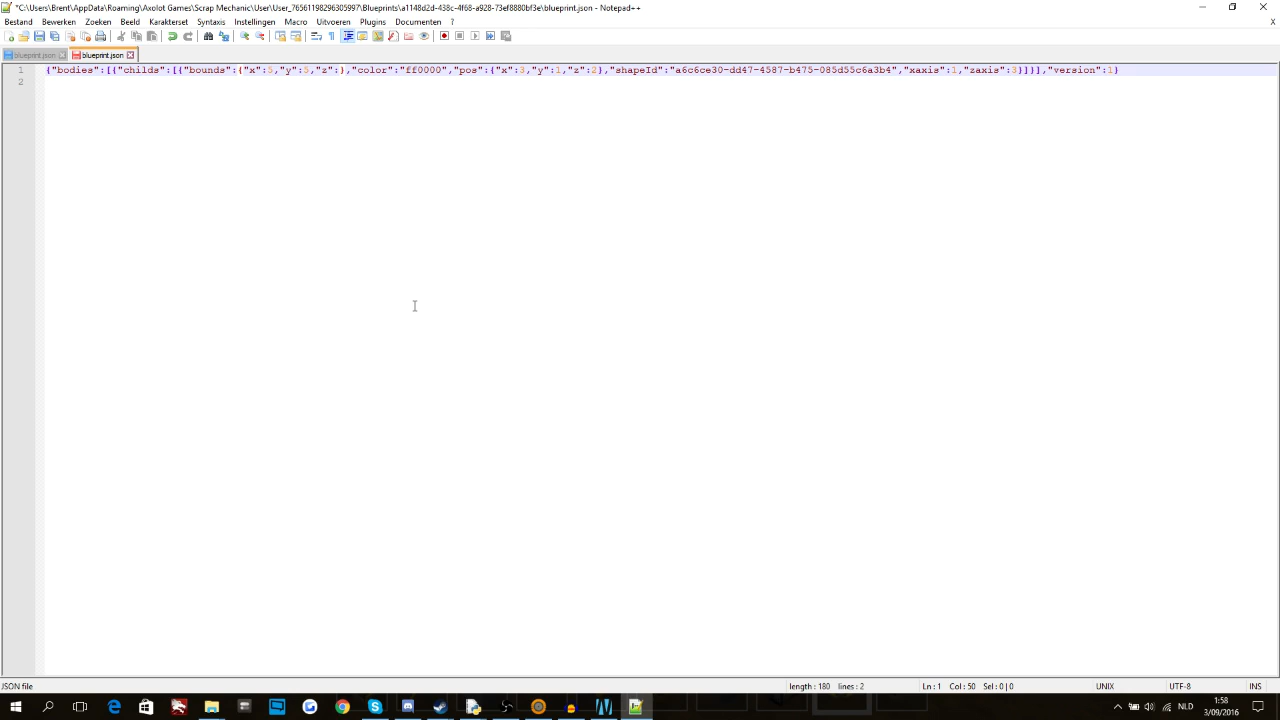 *C:\Users\Brent\AppData\Roaming\Axolot Games\Scrap Mechanic\User\User_76561198296305997\Blueprints\a1148d2d-438c-4f68-a928-73ef8880bf3e\blueprint.json - Notepad++
Bestand Bewerken Zoeken Beeld Karakterset Syntaxis Instellingen Macro Uitvoeren Plugins Documenten ? X
blueprint.json blueprint.json
1 {"bodies":[{"childs":[{"bounds":{"x":5,"y":5,"z":},"color":"ff0000","pos":{"x":3,"y":1,"z":2},"shapeId":"a6c6ce30-dd47-4587-b475-085d55c6a3b4","xaxis":1,"zaxis":3}]}],"version":1}
2
JSON file length : 180 lines : 2 Ln : 1 Col : 50 Sel : 0 | 0 UNIX UTF-8 INS
NLD 1:58
3/09/2016